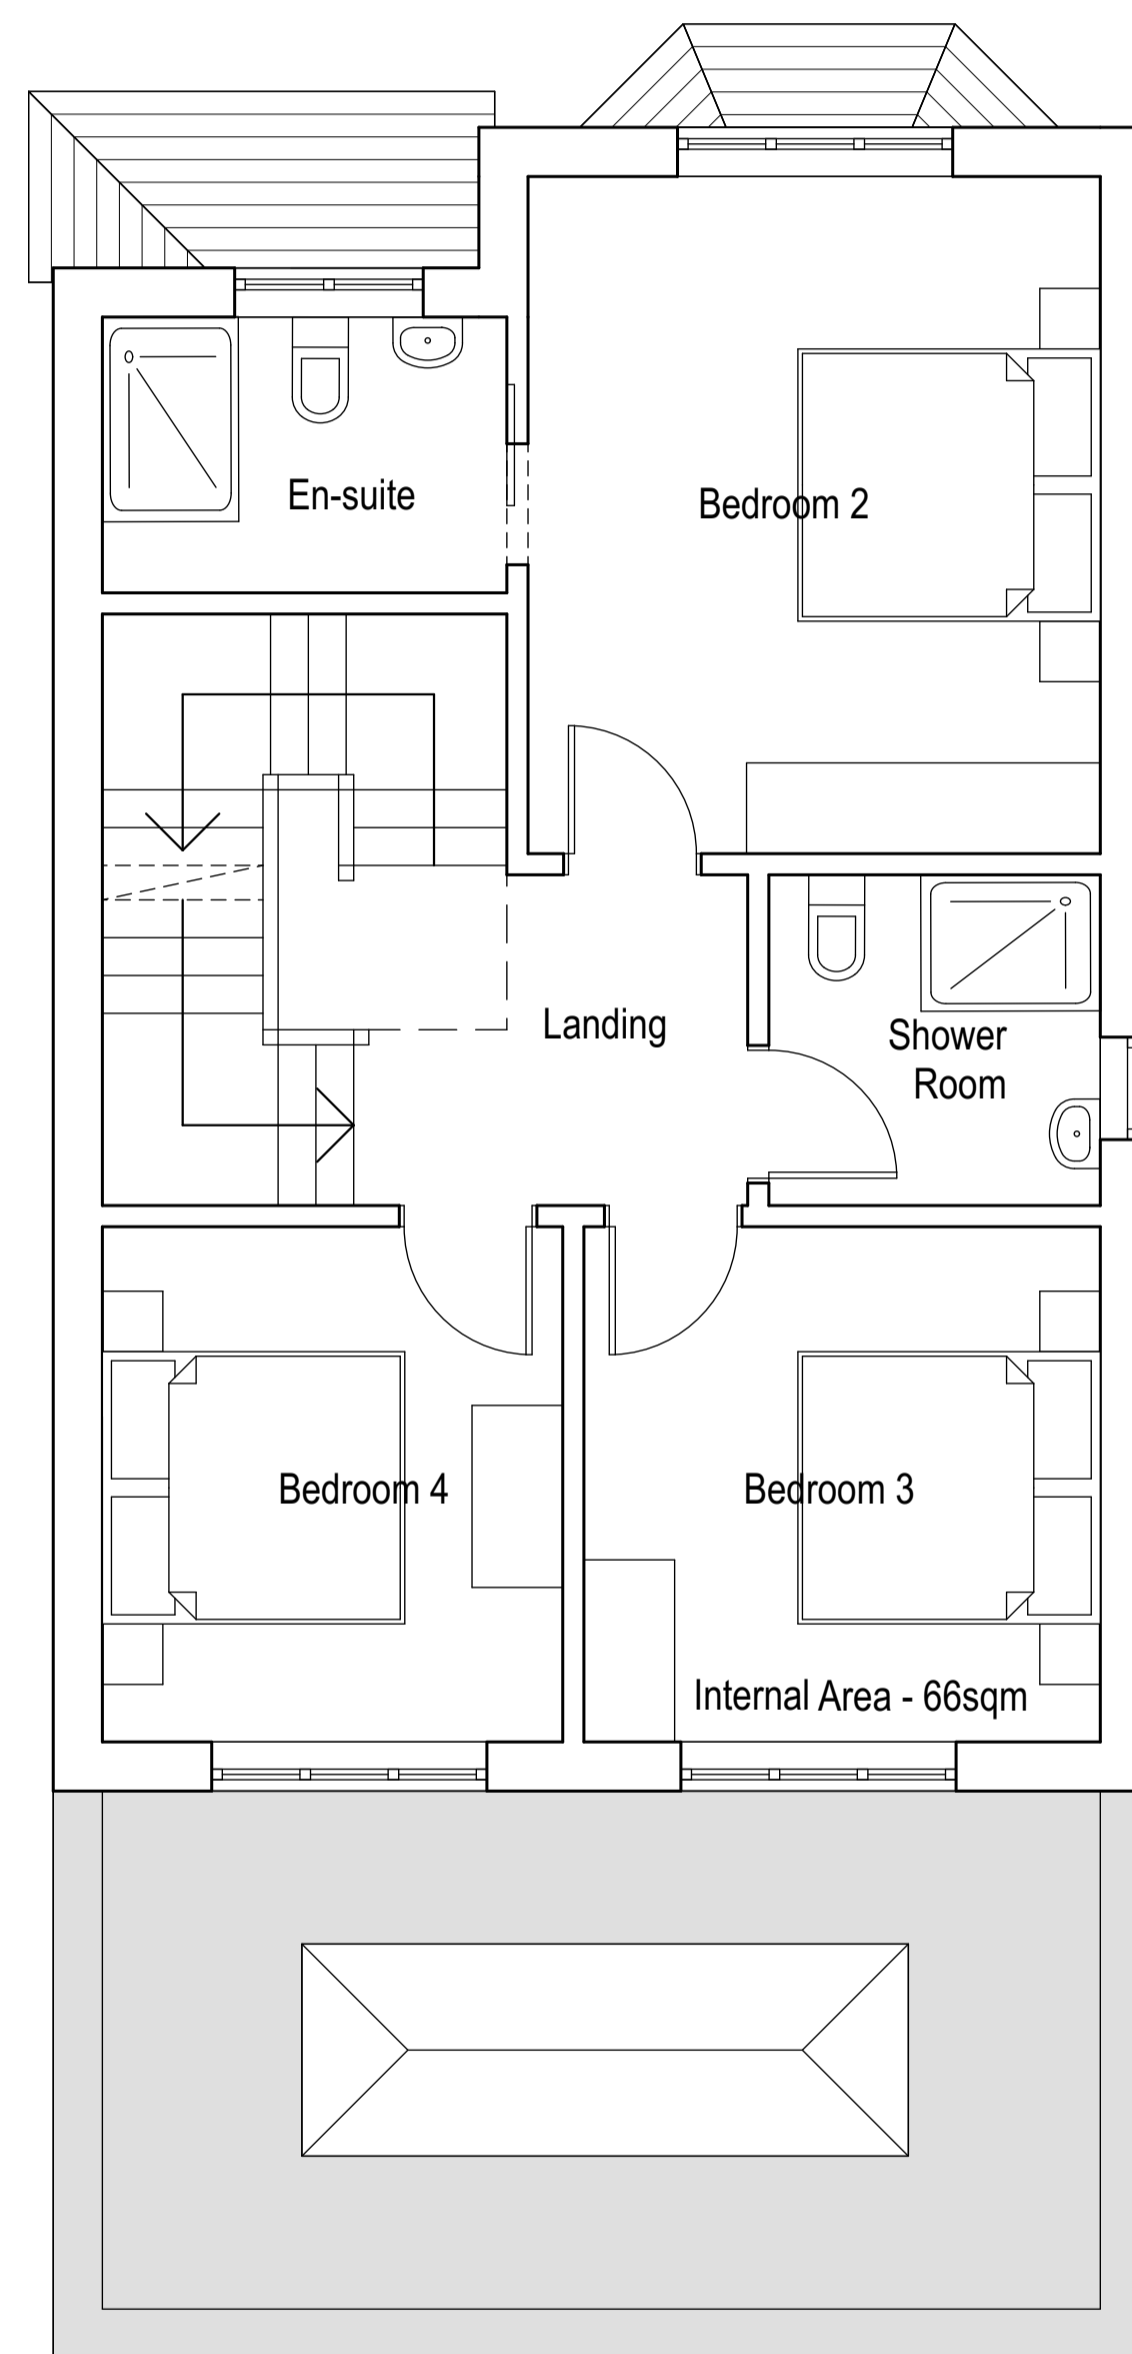 En-suite
Bedroom 2
Landing
Shower
Room
Bedroom 4
Bedroom 3
Internal Area - 66sqm